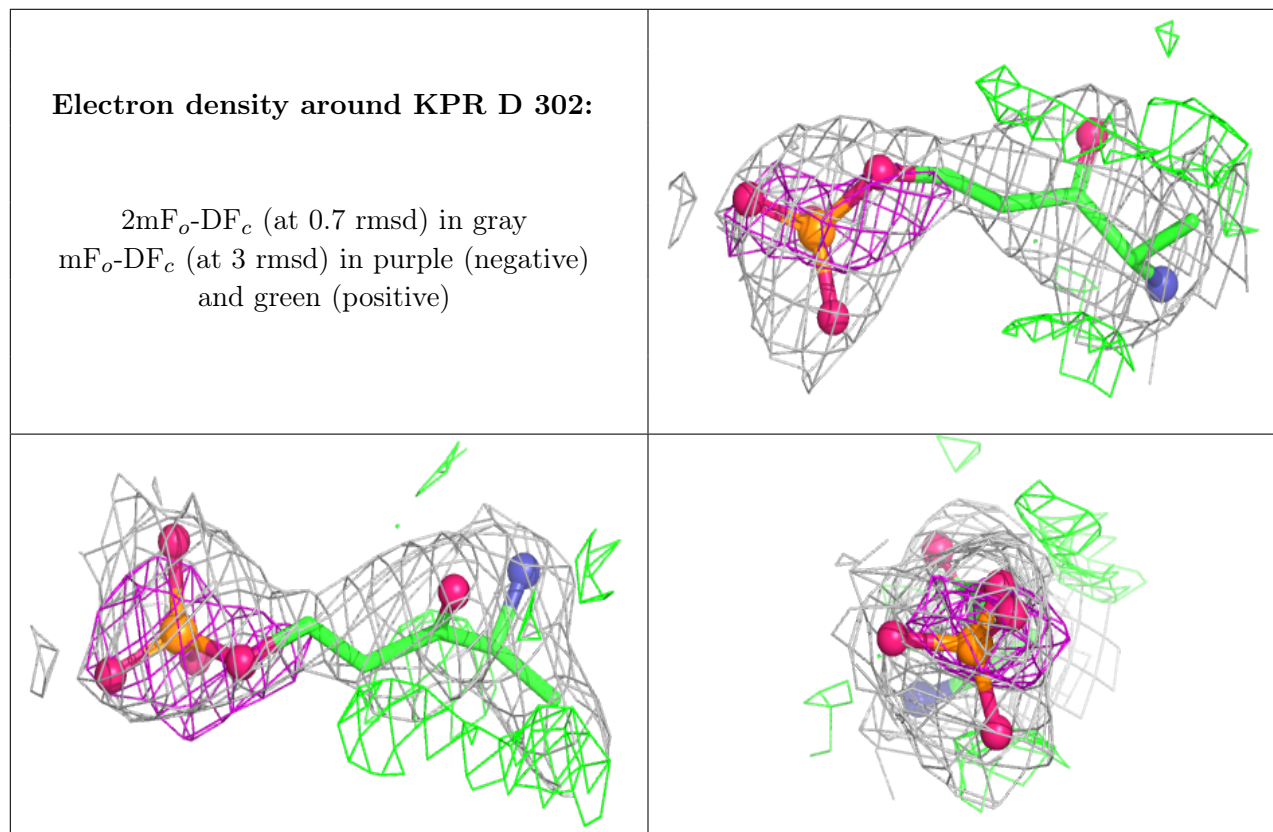 Electron density around KPR D 302:
2mFo-DFc (at 0.7 rmsd) in gray
mFo-DFc (at 3 rmsd) in purple (negative)
and green (positive)